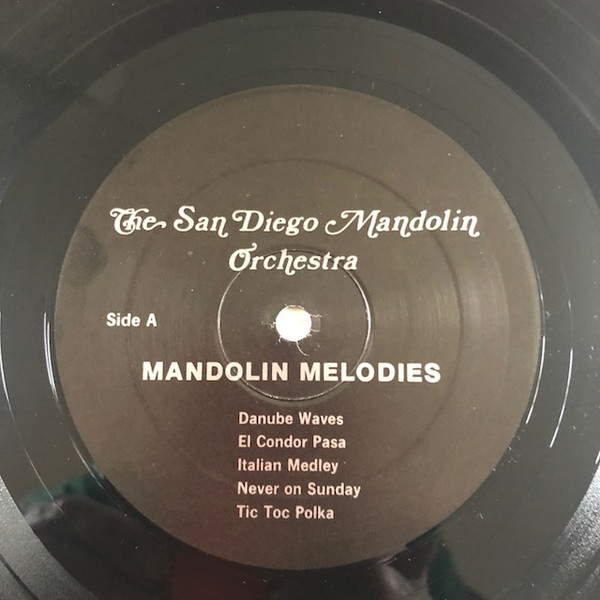 The San Diego Mandolin
Orchestra
Side A
MANDOLIN MELODIES
Danube Waves
El Condor Pasa
Italian Medley
Never on Sunday
Tic Toc Polka